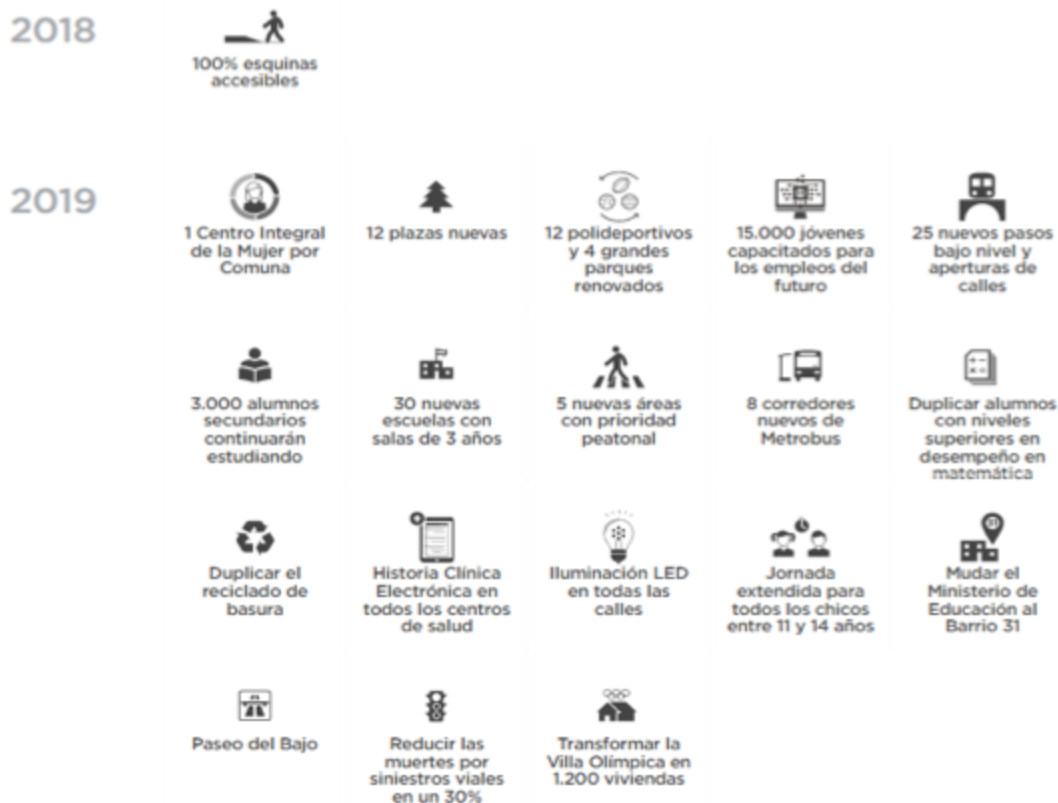 2018
100% esquinas
accesibles
2019
1 Centro Integral
de la Mujer por
Comuna
12 plazas nuevas
12 polideportivos
y 4 grandes
parques
renovados
15.000 jóvenes
capacitados para
los empleos del
futuro
25 nuevos pasos
bajo nivel y
aperturas de
calles
3.000 alumnos
secundarios
continuarán
estudiando
30 nuevas
escuelas con
salas de 3 años
5 nuevas áreas
con prioridad
peatonal
8 corredores
nuevos de
Metrobus
Duplicar alumnos
con niveles
superiores en
desempeño en
matemática
Duplicar el
reciclado de
basura
Historia Clínica
Electrónica en
todos los centros
de salud
Iluminación LED
en todas las
calles
Jornada
extendida para
todos los chicos
entre 11 y 14 años
Mudar el
Ministerio de
Educación al
Barrio 31
Paseo del Bajo
Reducir las
muertes por
siniestros viales
en un 30%
Transformar la
Villa Olímpica en
1.200 viviendas